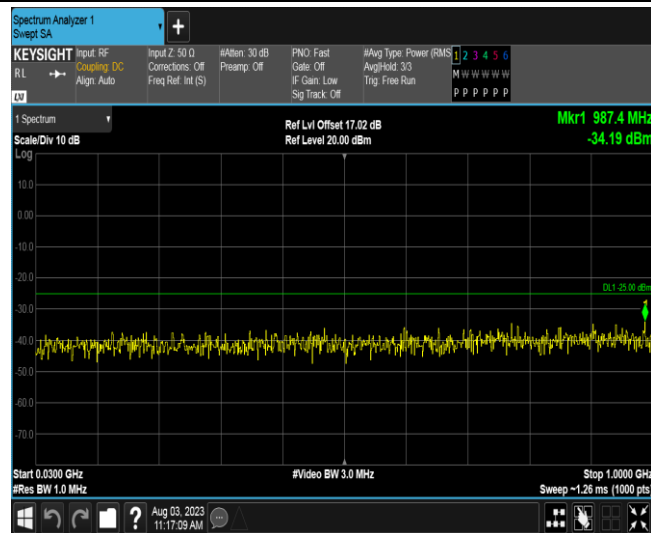 Spectrum Analyzer 1
Swept SA
+
KEYSIGHT
RL
LXI
Input: RF
Coupling: DC
Align: Auto
Input Z: 50 Ω
Corrections: Off
Freq Ref: Int (S)
#Atten: 30 dB
Preamp: Off
PNO: Fast
Gate: Off
IF Gain: Low
Sig Track: Off
#Avg Type: Power (RMS
Avg|Hold: 3/3
Trig: Free Run
1 2 3 4 5 6
M W W W W W
P P P P P P
1 Spectrum
Scale/Div 10 dB
Log
Ref Lvl Offset 17.02 dB
Ref Level 20.00 dBm
Mkr1 987.4 MHz
-34.19 dBm
10.0
0.00
-10.0
-20.0
DL1 -25.00 dBm
-30.0
1
-40.0
-50.0
-60.0
-70.0
Start 0.0300 GHz
#Res BW 1.0 MHz
#Video BW 3.0 MHz
Stop 1.0000 GHz
Sweep ~1.26 ms (1000 pts)
?
Aug 03, 2023
11:17:09 AM